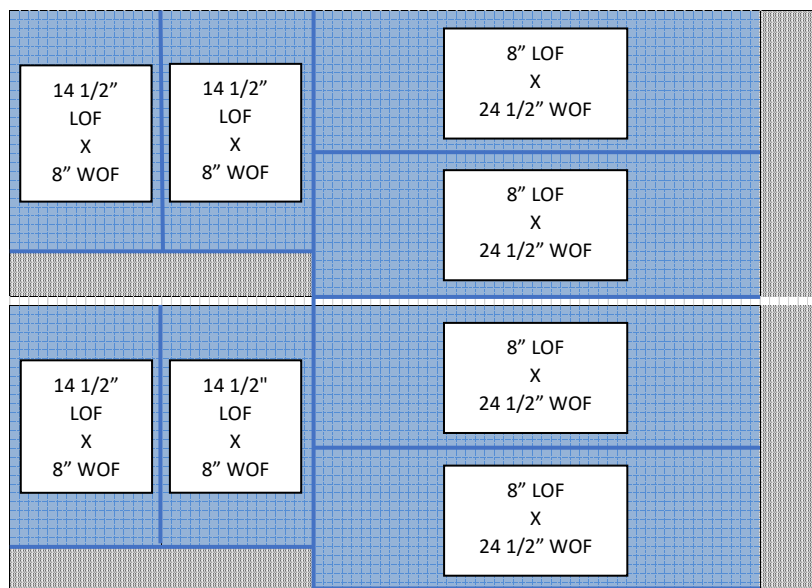 14 1/2”
LOF
X
8” WOF
14 1/2”
LOF
X
8” WOF
8” LOF
X
24 1/2” WOF
8” LOF
X
24 1/2” WOF
14 1/2”
LOF
X
8” WOF
14 1/2"
LOF
X
8” WOF
8” LOF
X
24 1/2” WOF
8” LOF
X
24 1/2” WOF